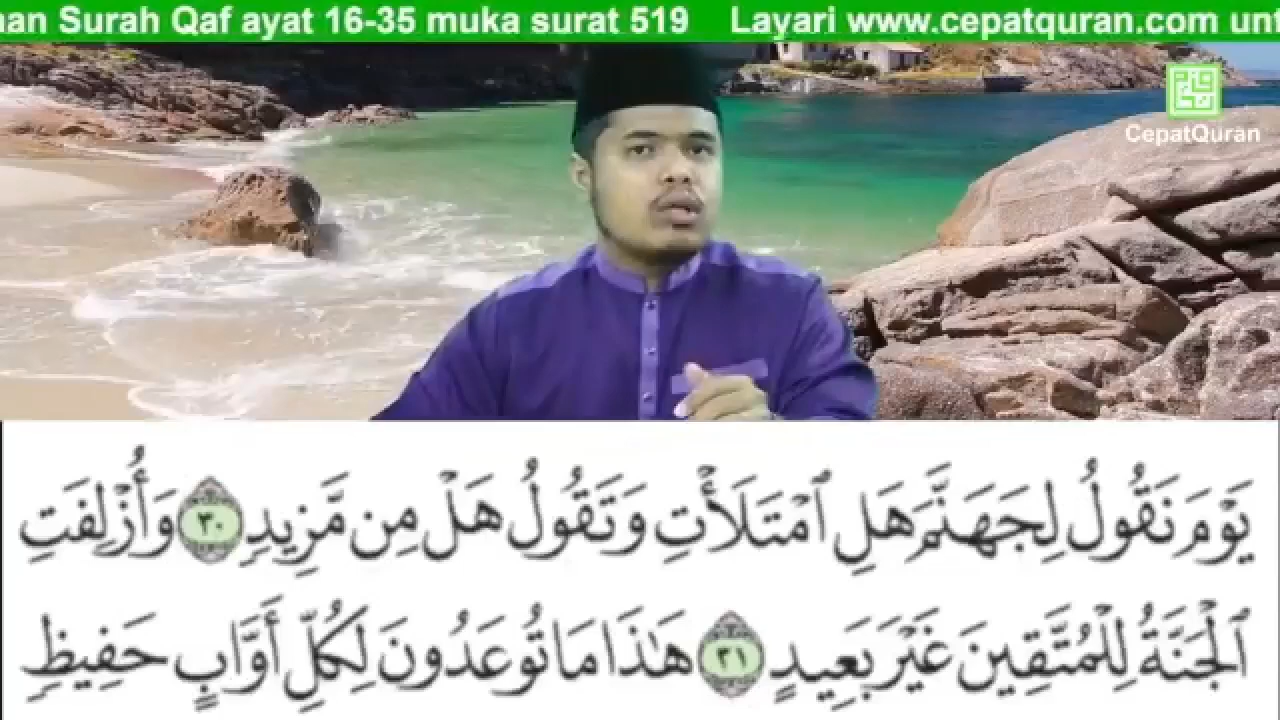 an Surah Qaf ayat 16-35 muka surat 519 Layari www.cepatquran.com unt
CepatQuran
يَوْمَ نَقُولُ لِجَهَنَّمَ هَلِ ٱمْتَلَأْتِ وَتَقُولُ هَلْ مِن مَّزِيدٍ ٣٠ وَأُزْلِفَتِ
ٱلْجَنَّةُ لِلْمُتَّقِينَ غَيْرَ بَعِيدٍ ٣١ هَـٰذَا مَا تُوعَدُونَ لِكُلِّ أَوَّابٍ حَفِيظٍ